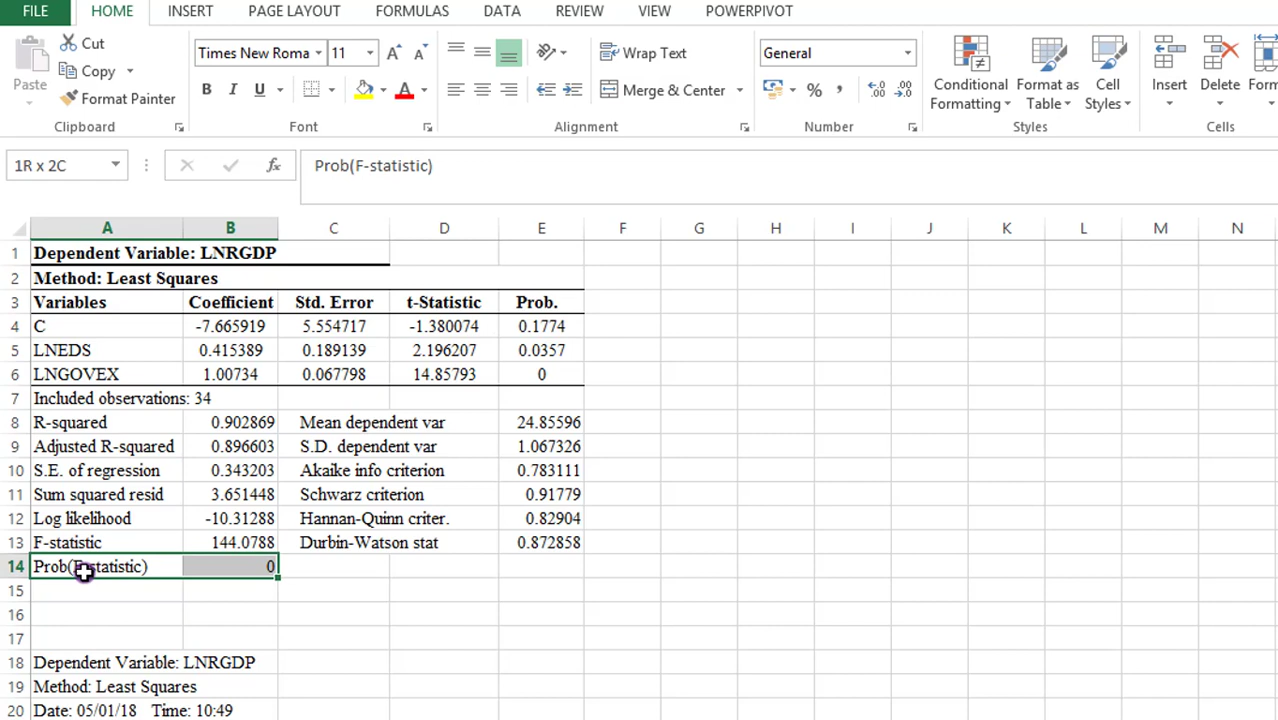 FILE HOME INSERT PAGE LAYOUT FORMULAS DATA REVIEW VIEW POWERPIVOT
Paste
Cut
Copy
Format Painter
Clipboard
Times New Roma 11
B I U
Font
Wrap Text
Merge & Center
Alignment
General
%
Number
Conditional Formatting
Format as Table
Cell Styles
Styles
Insert
Delete
Form
Cells
1R x 2C fx Prob(F-statistic)
A B C D E F G H I J K L M N
1 Dependent Variable: LNRGDP
2 Method: Least Squares
3 Variables Coefficient Std. Error t-Statistic Prob.
4 C -7.665919 5.554717 -1.380074 0.1774
5 LNEDS 0.415389 0.189139 2.196207 0.0357
6 LNGOVEX 1.00734 0.067798 14.85793 0
7 Included observations: 34
8 R-squared 0.902869 Mean dependent var 24.85596
9 Adjusted R-squared 0.896603 S.D. dependent var 1.067326
10 S.E. of regression 0.343203 Akaike info criterion 0.783111
11 Sum squared resid 3.651448 Schwarz criterion 0.91779
12 Log likelihood -10.31288 Hannan-Quinn criter. 0.82904
13 F-statistic 144.0788 Durbin-Watson stat 0.872858
14 Prob(F-statistic) 0
15
16
17
18 Dependent Variable: LNRGDP
19 Method: Least Squares
20 Date: 05/01/18 Time: 10:49